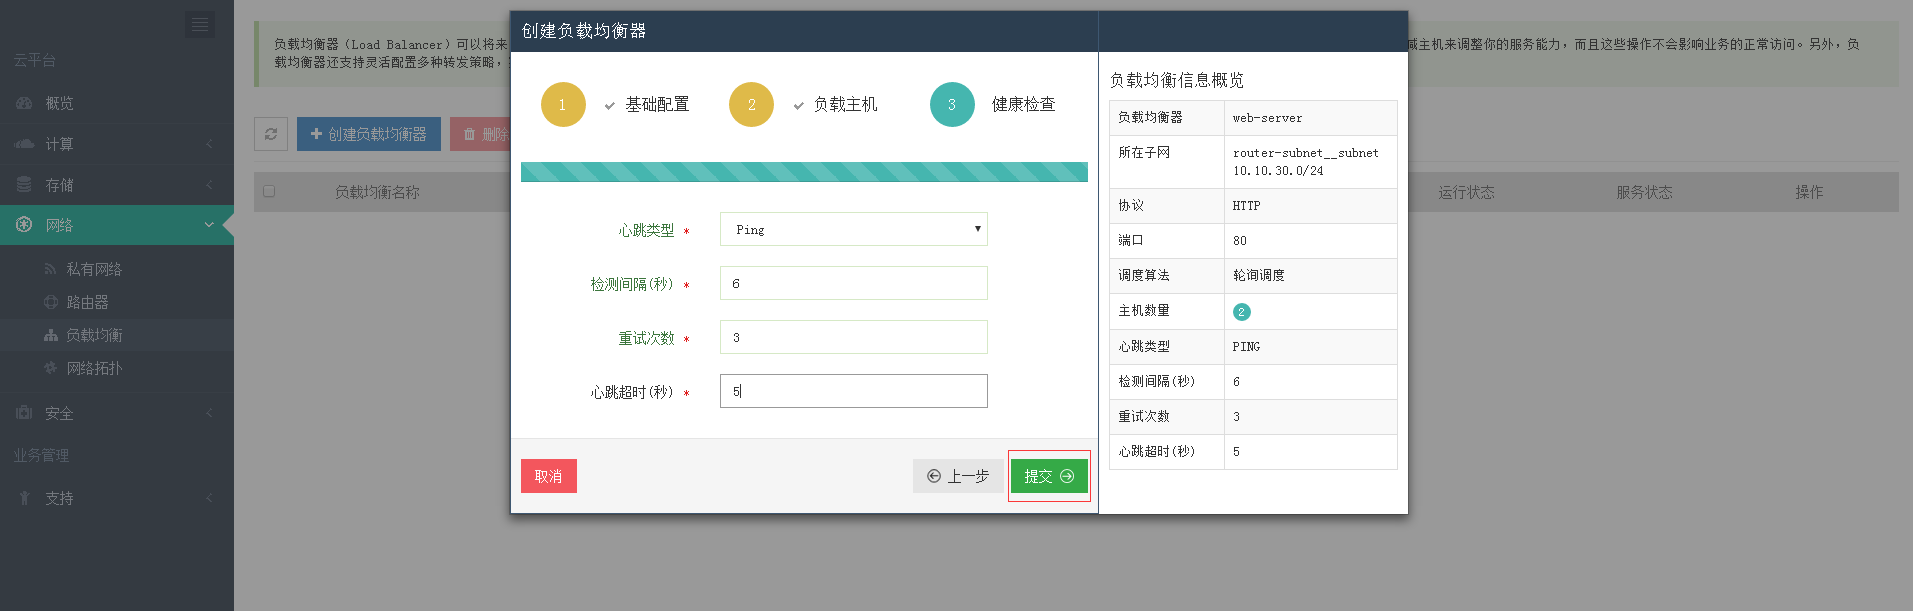 云平台
概览
计算
存储
网络
私有网络
路由器
负载均衡
网络拓扑
安全
业务管理
支持
负载均衡器（Load Balancer）可以将来
减主机来调整你的服务能力，而且这些操作不会影响业务的正常访问。另外，负
载均衡器还支持灵活配置多种转发策略，
创建负载均衡器
删除
负载均衡名称
运行状态
服务状态
操作
创建负载均衡器
1 基础配置
2 负载主机
3 健康检查
心跳类型 * Ping
检测间隔(秒) * 6
重试次数 * 3
心跳超时(秒) * 5
取消
上一步
提交
负载均衡信息概览
负载均衡器 web-server
所在子网 router-subnet__subnet
10.10.30.0/24
协议 HTTP
端口 80
调度算法 轮询调度
主机数量 2
心跳类型 PING
检测间隔(秒) 6
重试次数 3
心跳超时(秒) 5